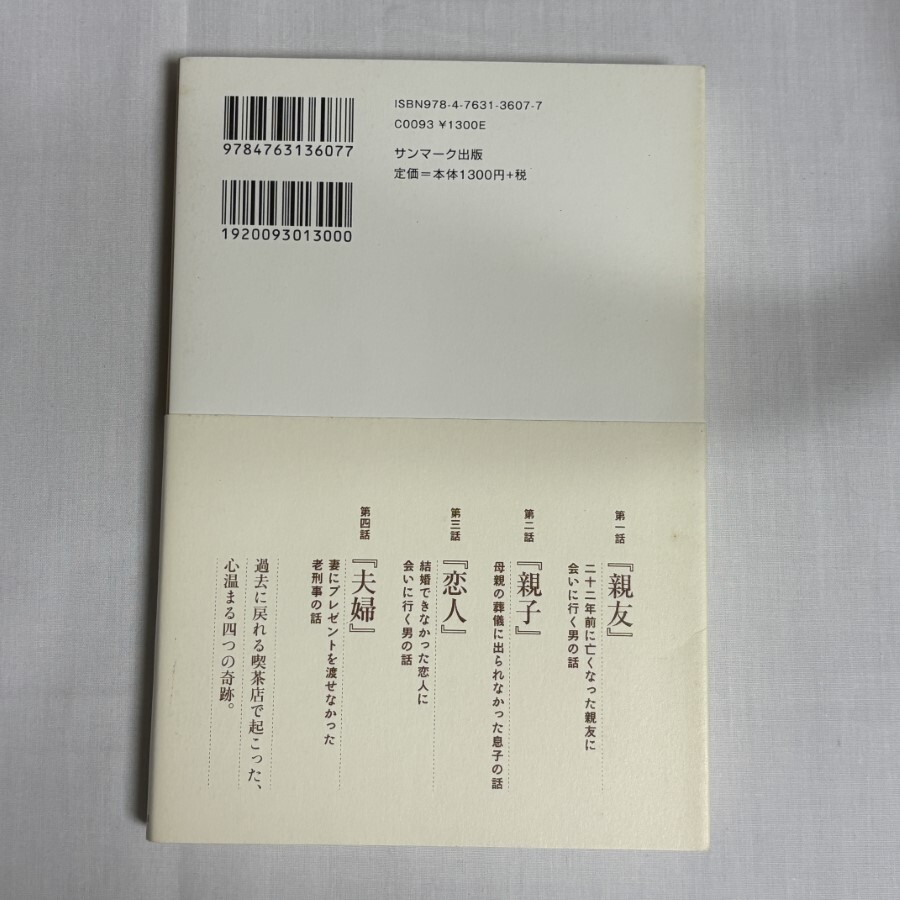 9784763136077
1920093013000
ISBN978-4-7631-3607-7
C0093 ¥1300E
サンマーク出版
定価＝本体1300円+税
第一話
『親友』
二十二年前に亡くなった親友に
会いに行く男の話
第二話
『親子』
母親の葬儀に出られなかった息子の話
第三話
『恋人』
結婚できなかった恋人に
会いに行く男の話
第四話
『夫婦』
妻にプレゼントを渡せなかった
老刑事の話
過去に戻れる喫茶店で起こった、
心温まる四つの奇跡。